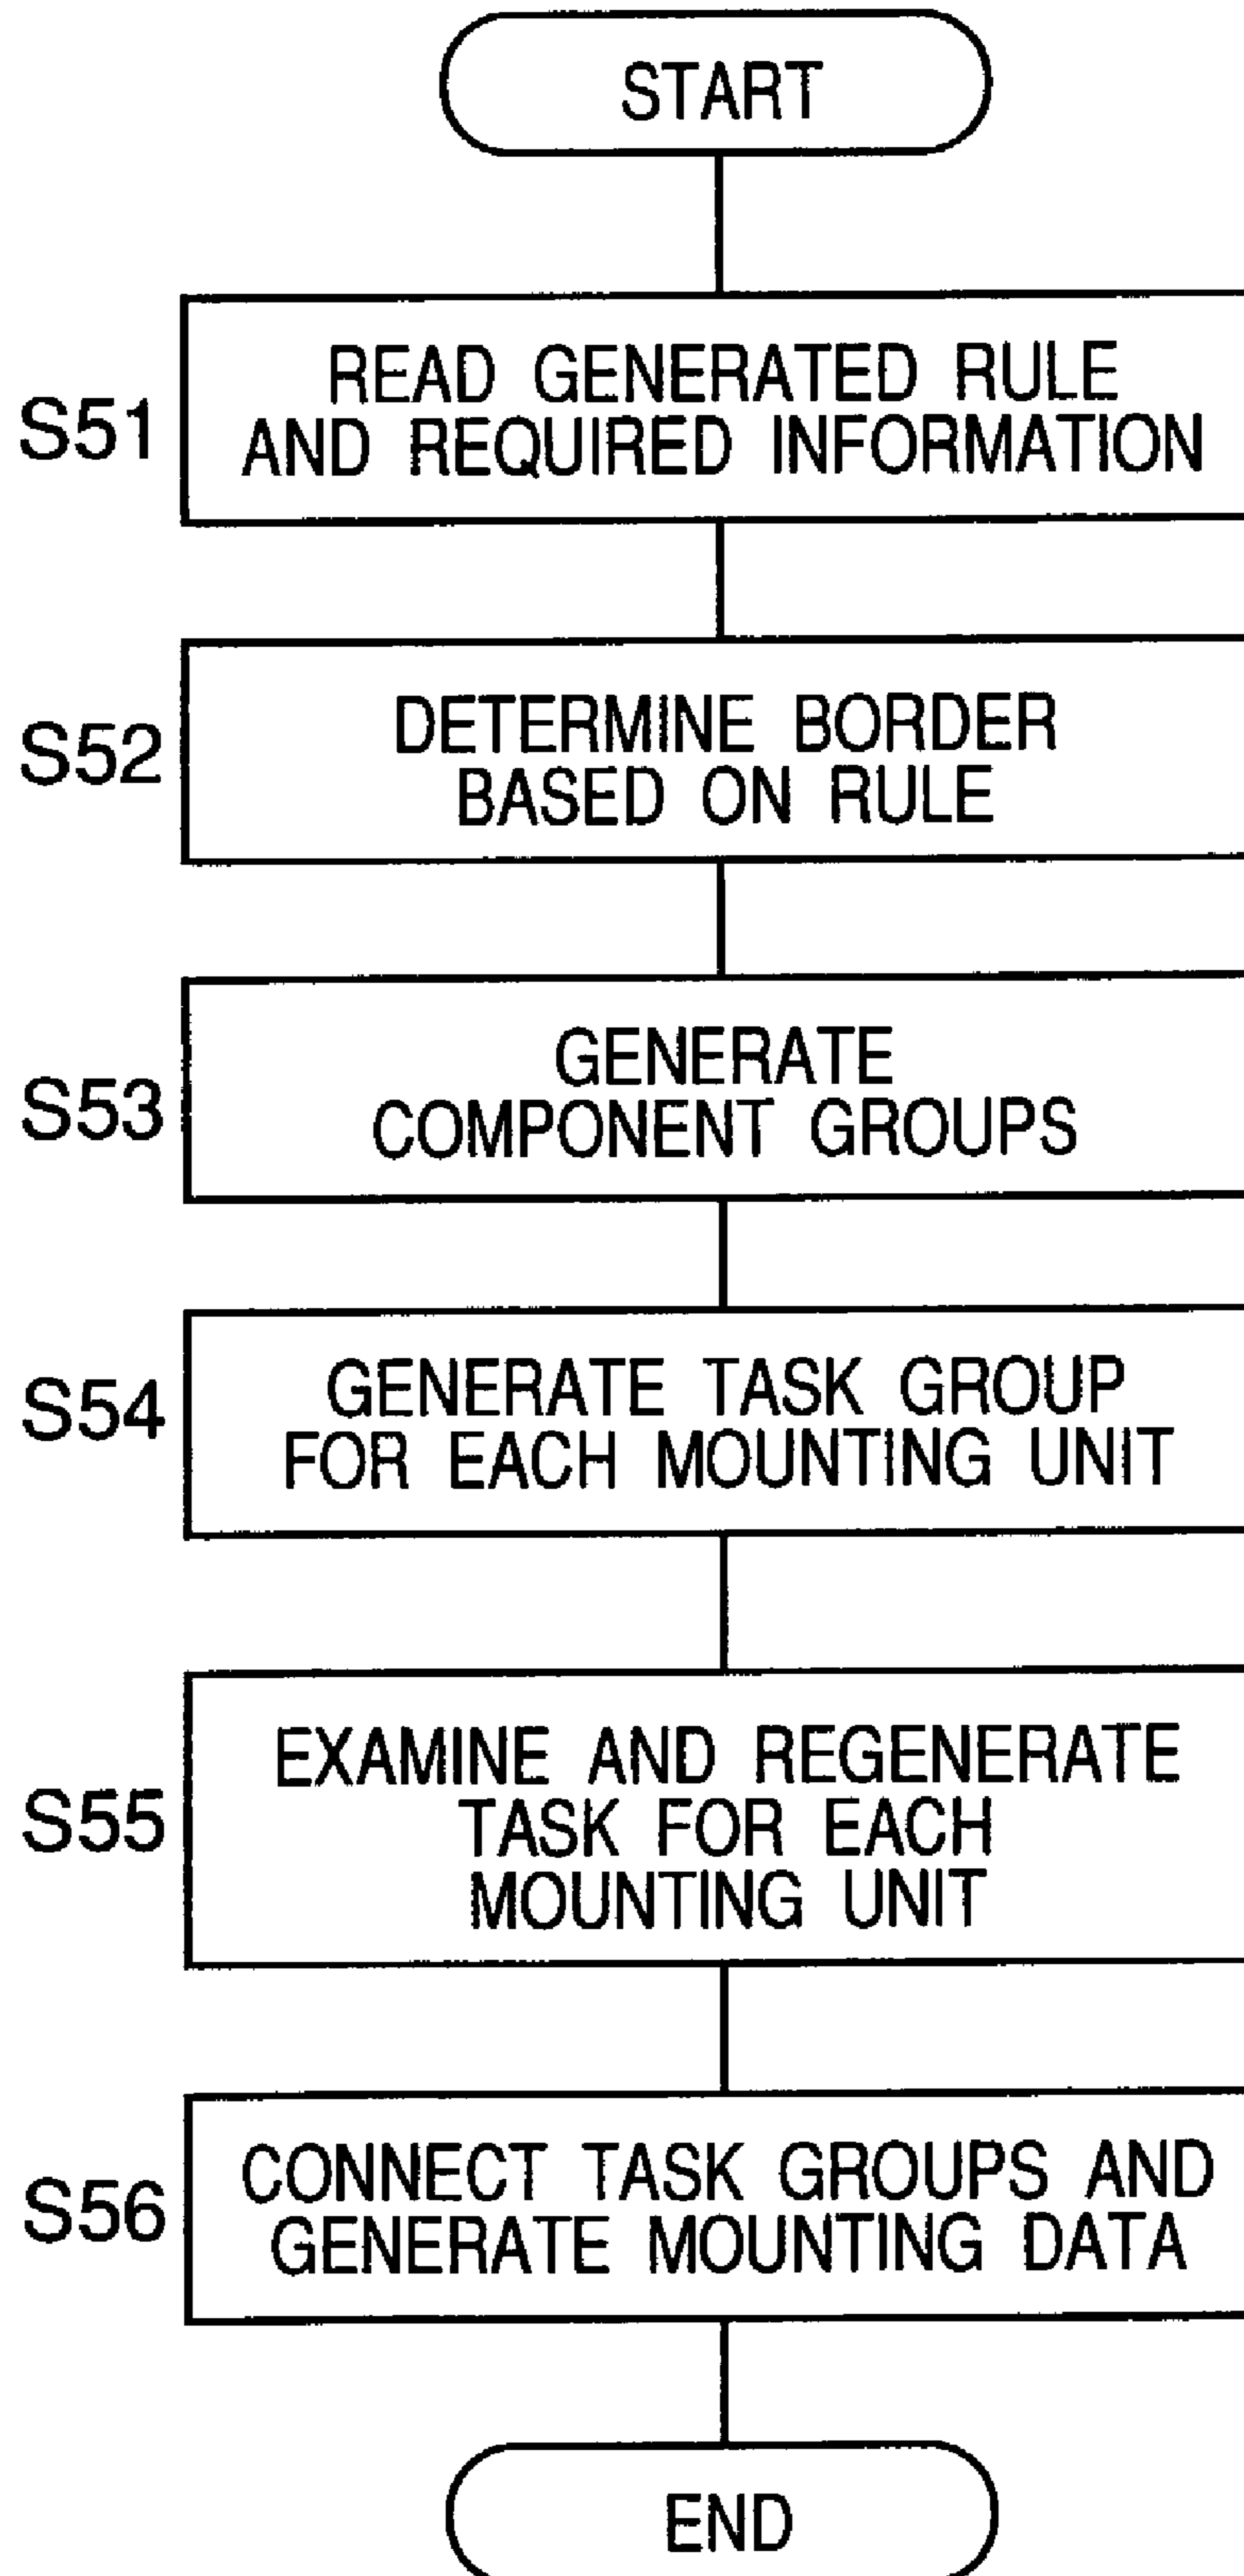 START
S51
READ GENERATED RULE
AND REQUIRED INFORMATION
S52
DETERMINE BORDER
BASED ON RULE
S53
GENERATE
COMPONENT GROUPS
S54
GENERATE TASK GROUP
FOR EACH MOUNTING UNIT
S55
EXAMINE AND REGENERATE
TASK FOR EACH
MOUNTING UNIT
S56
CONNECT TASK GROUPS AND
GENERATE MOUNTING DATA
END